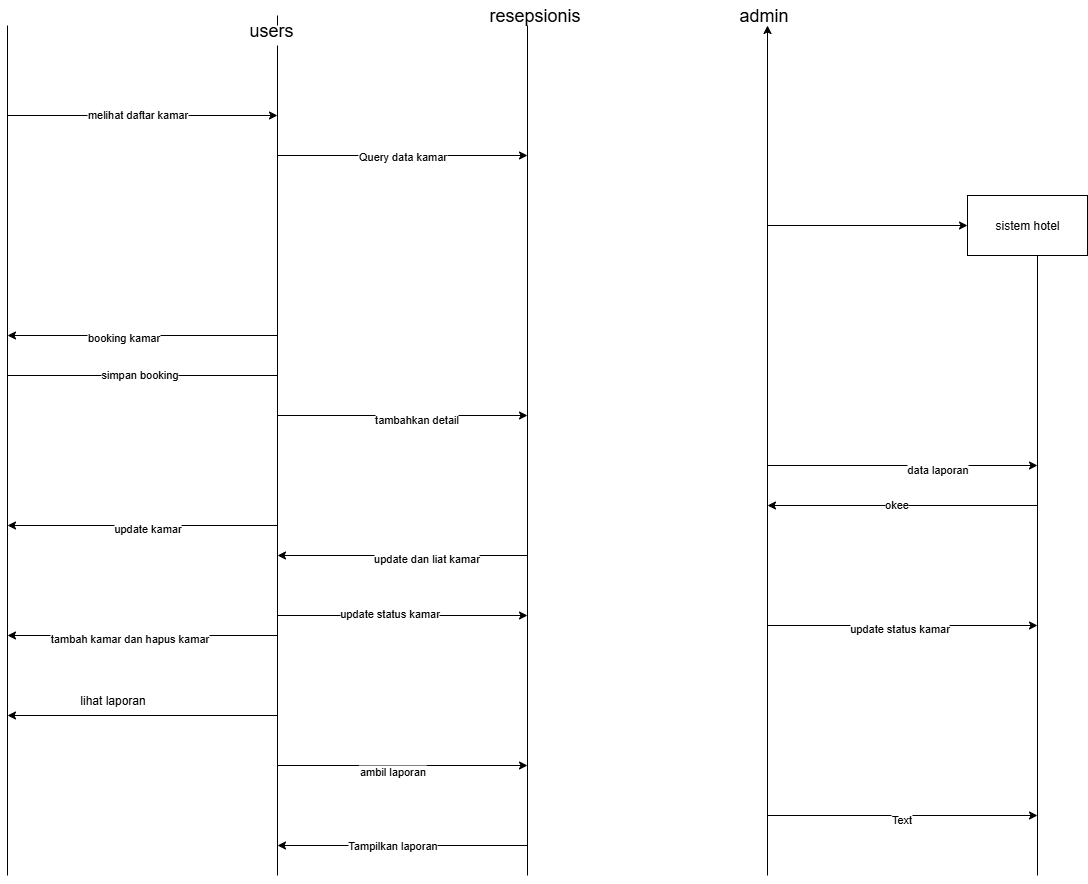 users
resepsionis
admin
melihat daftar kamar
Query data kamar
sistem hotel
booking kamar
simpan booking
tambahkan detail
data laporan
okee
update kamar
update dan liat kamar
update status kamar
update status kamar
tambah kamar dan hapus kamar
lihat laporan
ambil laporan
Text
Tampilkan laporan